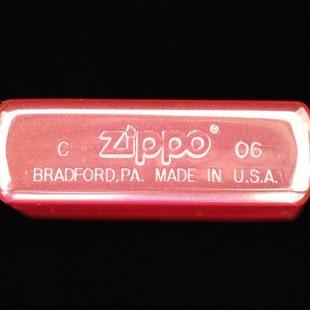 C Zippo® 06
BRADFORD, PA. MADE IN U.S.A.